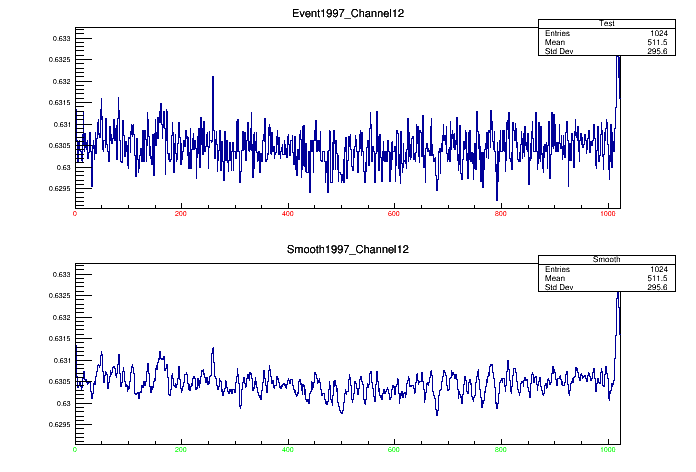 Event1997_Channel12
Test
Entries 1024
Mean 511.5
Std Dev 295.6
0.633
0.6325
0.632
0.6315
0.631
0.6305
0.63
0.6295
0 200 400 600 800 1000
Smooth1997_Channel12
Smooth
Entries 1024
Mean 511.5
Std Dev 295.6
0.633
0.6325
0.632
0.6315
0.631
0.6305
0.63
0.6295
0 200 400 600 800 1000